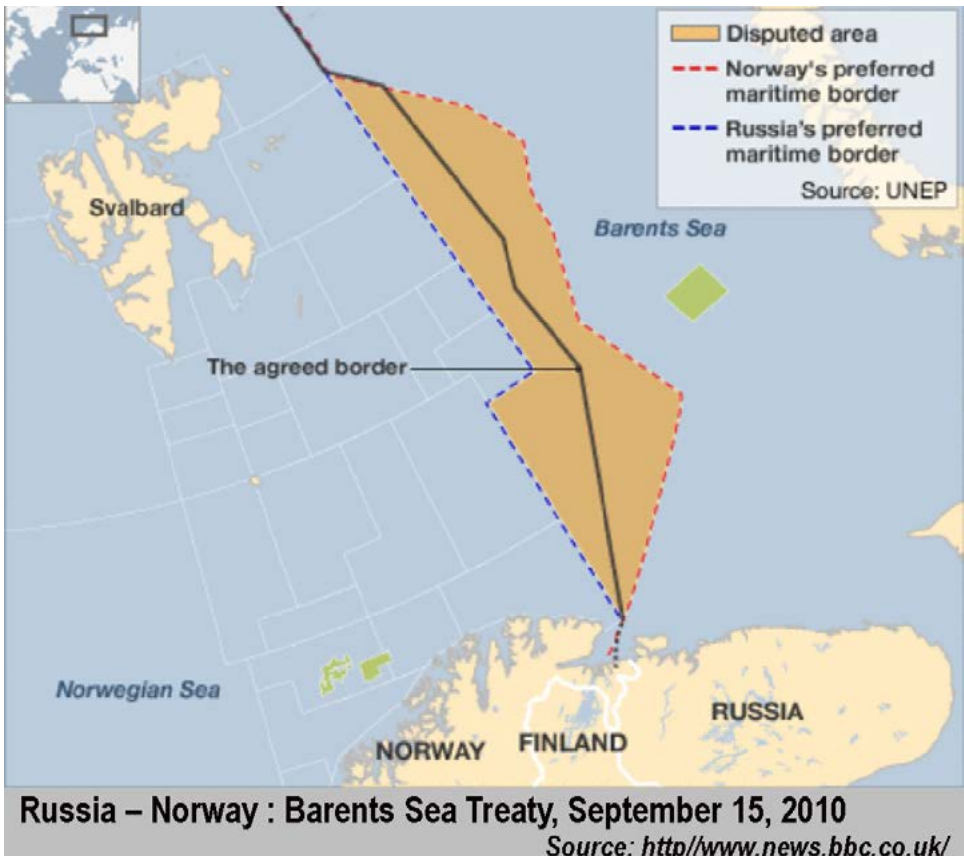 Disputed area
Norway's preferred
maritime border
Russia's preferred
maritime border
Source: UNEP
Svalbard
Barents Sea
The agreed border
Norwegian Sea
NORWAY
FINLAND
RUSSIA
Russia – Norway : Barents Sea Treaty, September 15, 2010
Source: http//www.news.bbc.co.uk/